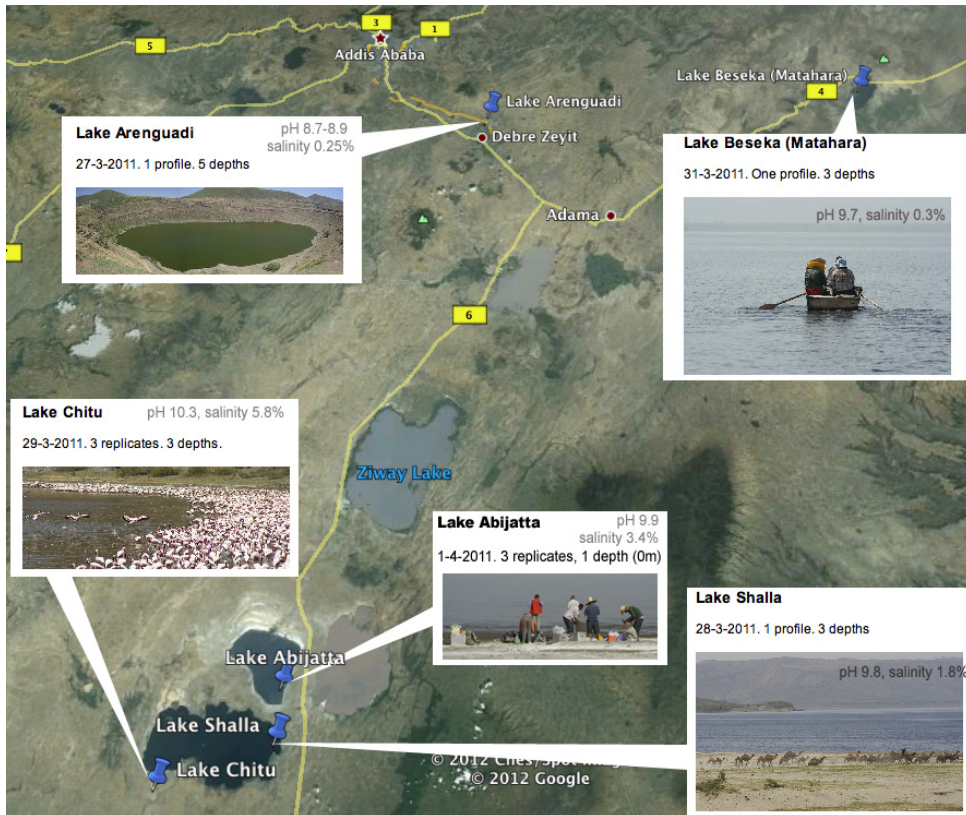 3
1
5
Addis Ababa
Lake Beseka (Matahara)
4
Lake Arenguadi
Debre Zeyit
Lake Arenguadi
pH 8.7-8.9
salinity 0.25%
27-3-2011. 1 profile. 5 depths
Lake Beseka (Matahara)
31-3-2011. One profile. 3 depths
pH 9.7, salinity 0.3%
Adama
6
Lake Chitu
pH 10.3, salinity 5.8%
29-3-2011. 3 replicates. 3 depths.
Ziway Lake
Lake Abijatta
pH 9.9
salinity 3.4%
1-4-2011. 3 replicates, 1 depth (0m)
Lake Shalla
28-3-2011. 1 profile. 3 depths
pH 9.8, salinity 1.8%
Lake Abijatta
Lake Shalla
Lake Chitu
© 2012 Cnes/Spot
© 2012 Google